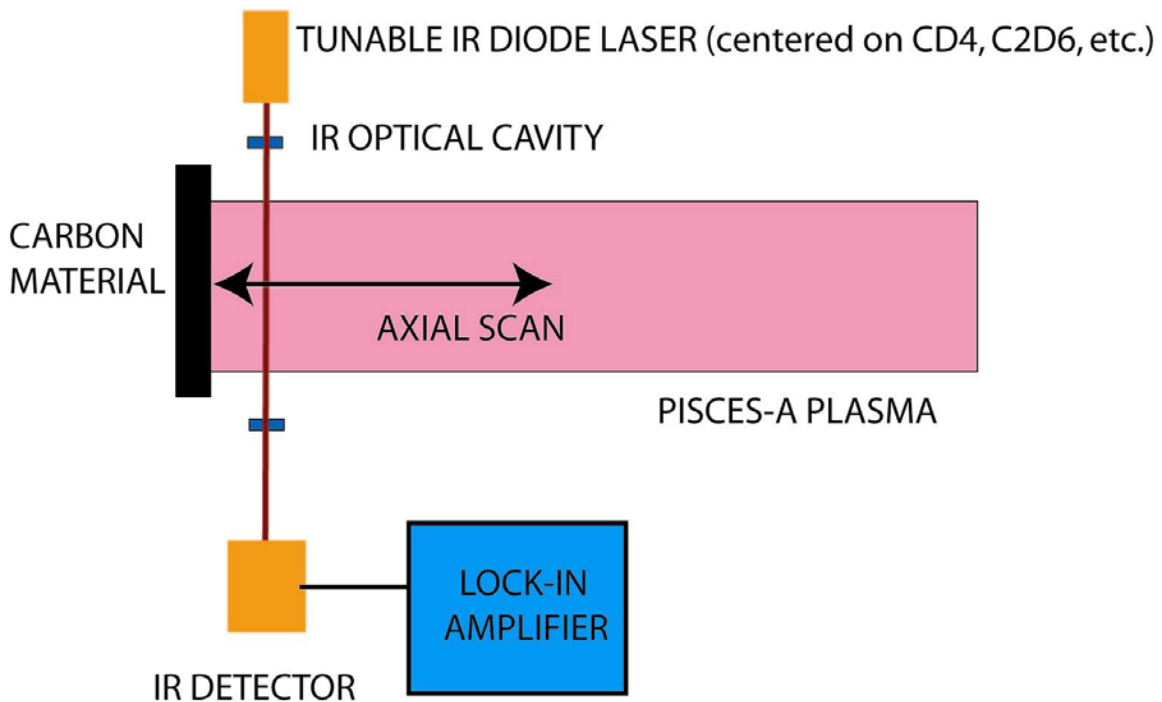 TUNABLE IR DIODE LASER (centered on CD4, C2D6, etc.)
IR OPTICAL CAVITY
CARBON
MATERIAL
AXIAL SCAN
PISCES-A PLASMA
LOCK-IN
AMPLIFIER
IR DETECTOR